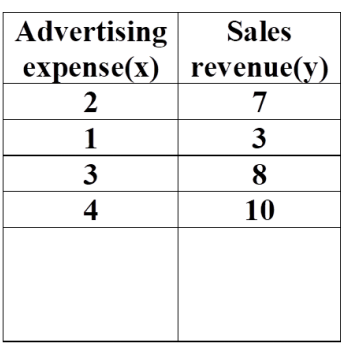 Advertising Sales
expense(x) revenue(y)
2 7
1 3
3 8
4 10